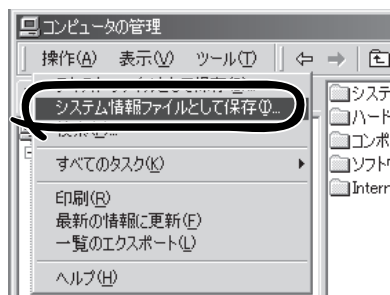 コンピュータの管理
操作(A) 表示(V) ツール(T)
システム情報ファイルとして保存(I)...
すべてのタスク(K)
印刷(R)
最新の情報に更新(F)
一覧のエクスポート(L)
ヘルプ(H)
システ
ハード
コンポ
ソフト
Intern